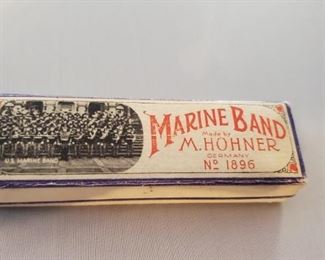 MARINE BAND
Made by
M. HOHNER
GERMANY
Nº 1896
U.S. MARINE BAND